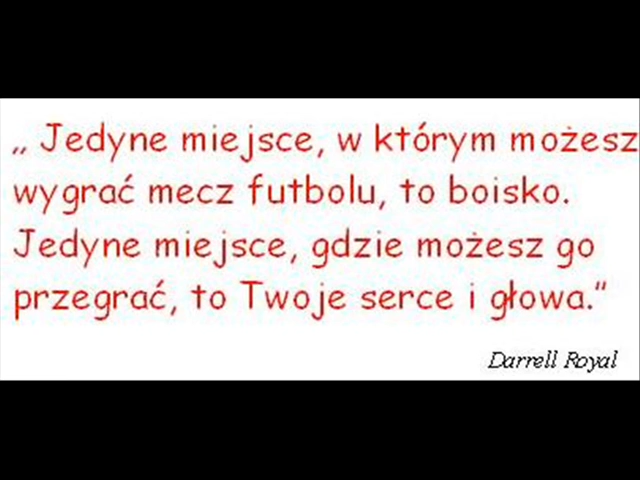 „ Jedyne miejsce, w którym możesz
wygrać mecz futbolu, to boisko.
Jedyne miejsce, gdzie możesz go
przegrać, to Twoje serce i głowa.”
Darrell Royal